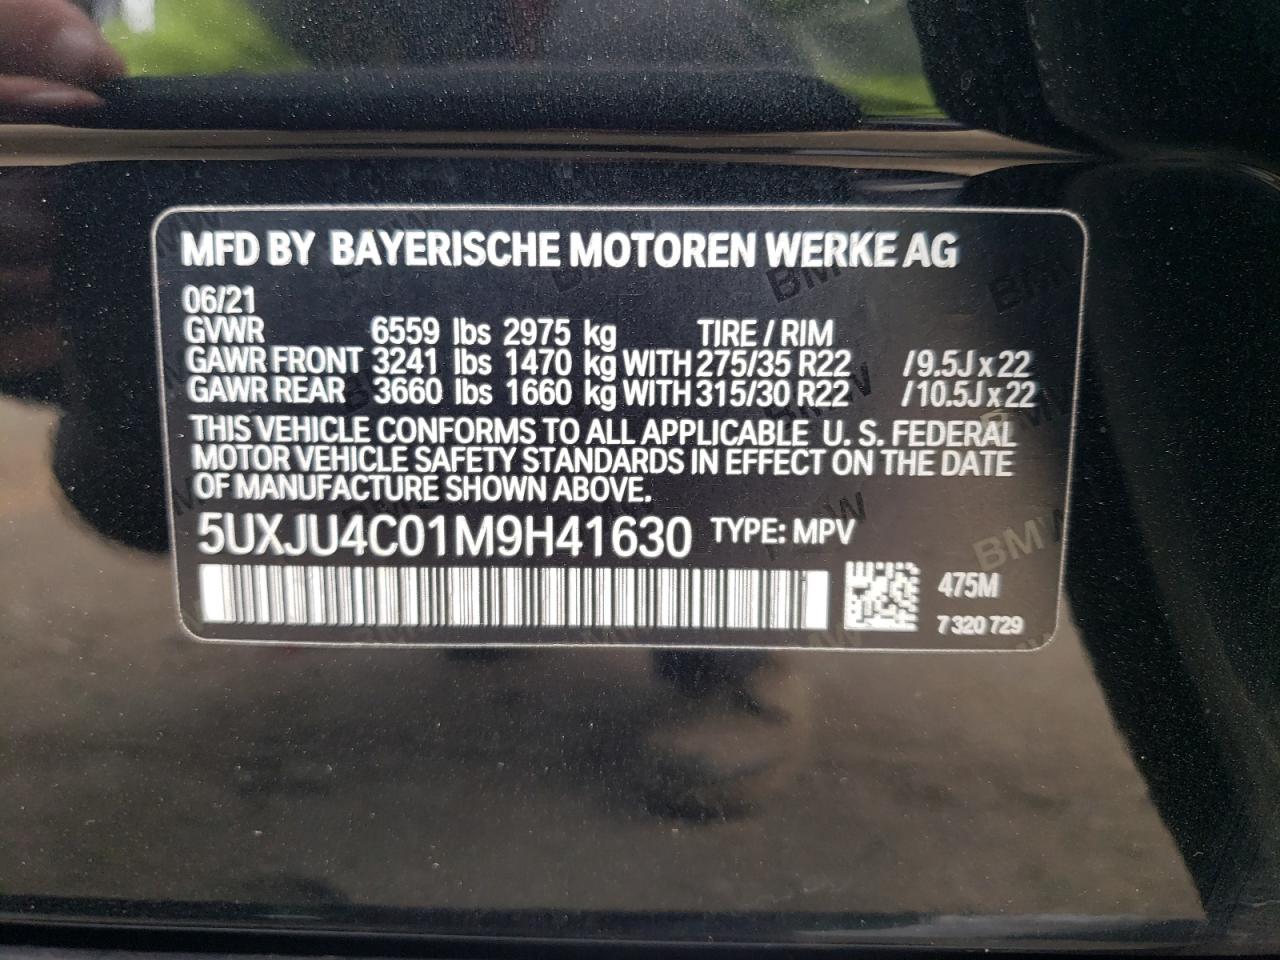 MFD BY BAYERISCHE MOTOREN WERKE AG
06/21
GVWR 6559 lbs 2975 kg TIRE / RIM
GAWR FRONT 3241 lbs 1470 kg WITH 275/35 R22 /9.5J x 22
GAWR REAR 3660 lbs 1660 kg WITH 315/30 R22 /10.5J x 22
THIS VEHICLE CONFORMS TO ALL APPLICABLE U. S. FEDERAL
MOTOR VEHICLE SAFETY STANDARDS IN EFFECT ON THE DATE
OF MANUFACTURE SHOWN ABOVE.
5UXJU4C01M9H41630 TYPE: MPV
475M
7 320 729